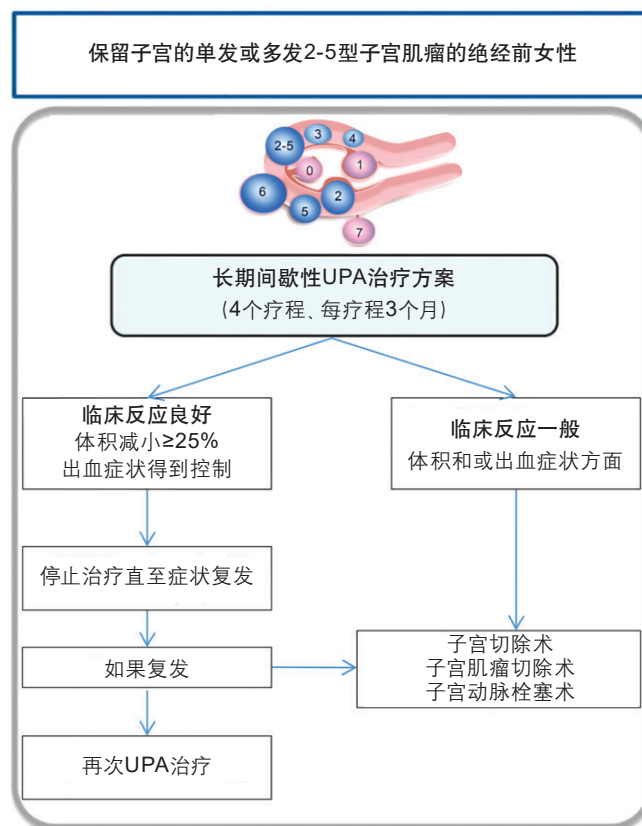 保留子宫的单发或多发2-5型子宫肌瘤的绝经前女性
2-5
3
4
0
1
6
5
2
7
长期间歇性UPA治疗方案
(4个疗程、每疗程3个月)
临床反应良好
体积减小≥25%
出血症状得到控制
临床反应一般
体积和或出血症状方面
停止治疗直至症状复发
如果复发
子宫切除术
子宫肌瘤切除术
子宫动脉栓塞术
再次UPA治疗